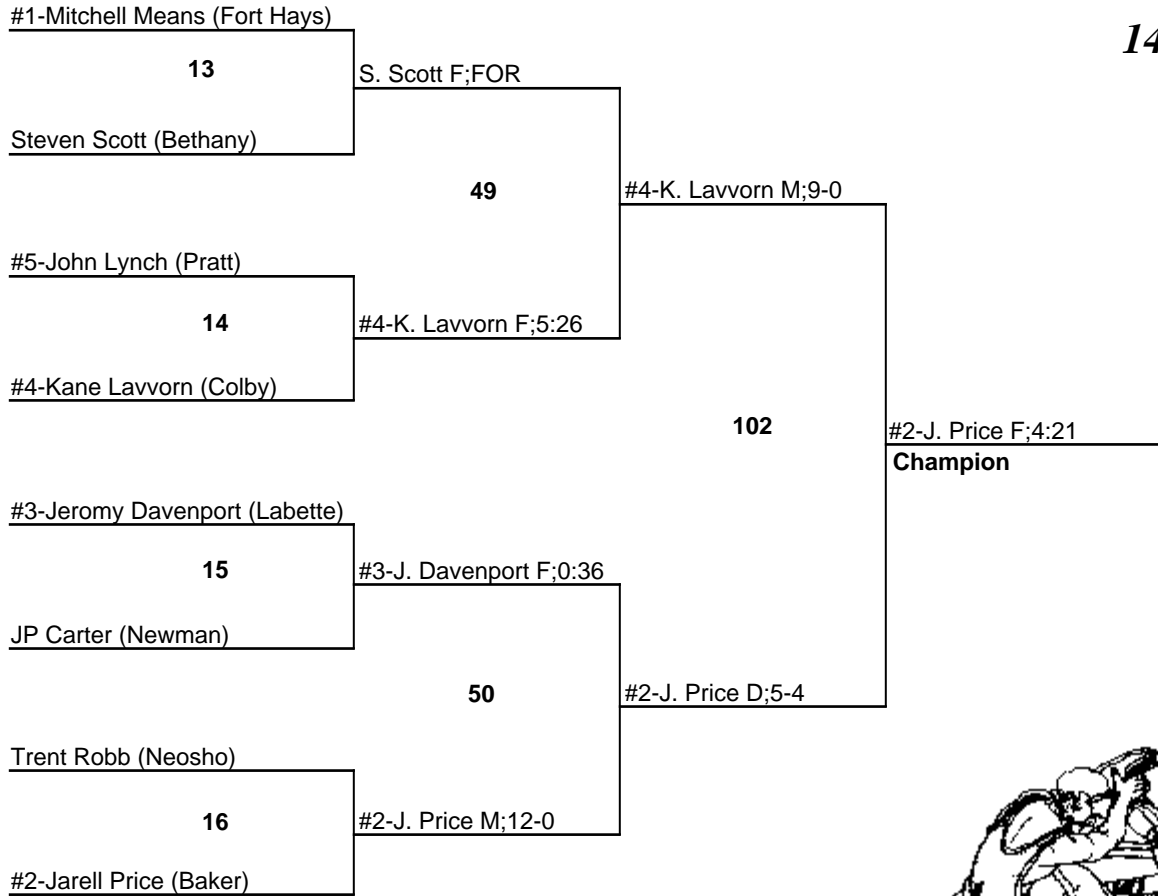 #1-Mitchell Means (Fort Hays)
14
13
S. Scott F;FOR
Steven Scott (Bethany)
49
#4-K. Lavvorn M;9-0
#5-John Lynch (Pratt)
14
#4-K. Lavvorn F;5:26
#4-Kane Lavvorn (Colby)
102
#2-J. Price F;4:21
Champion
#3-Jeromy Davenport (Labette)
15
#3-J. Davenport F;0:36
JP Carter (Newman)
50
#2-J. Price D;5-4
Trent Robb (Neosho)
16
#2-J. Price M;12-0
#2-Jarell Price (Baker)